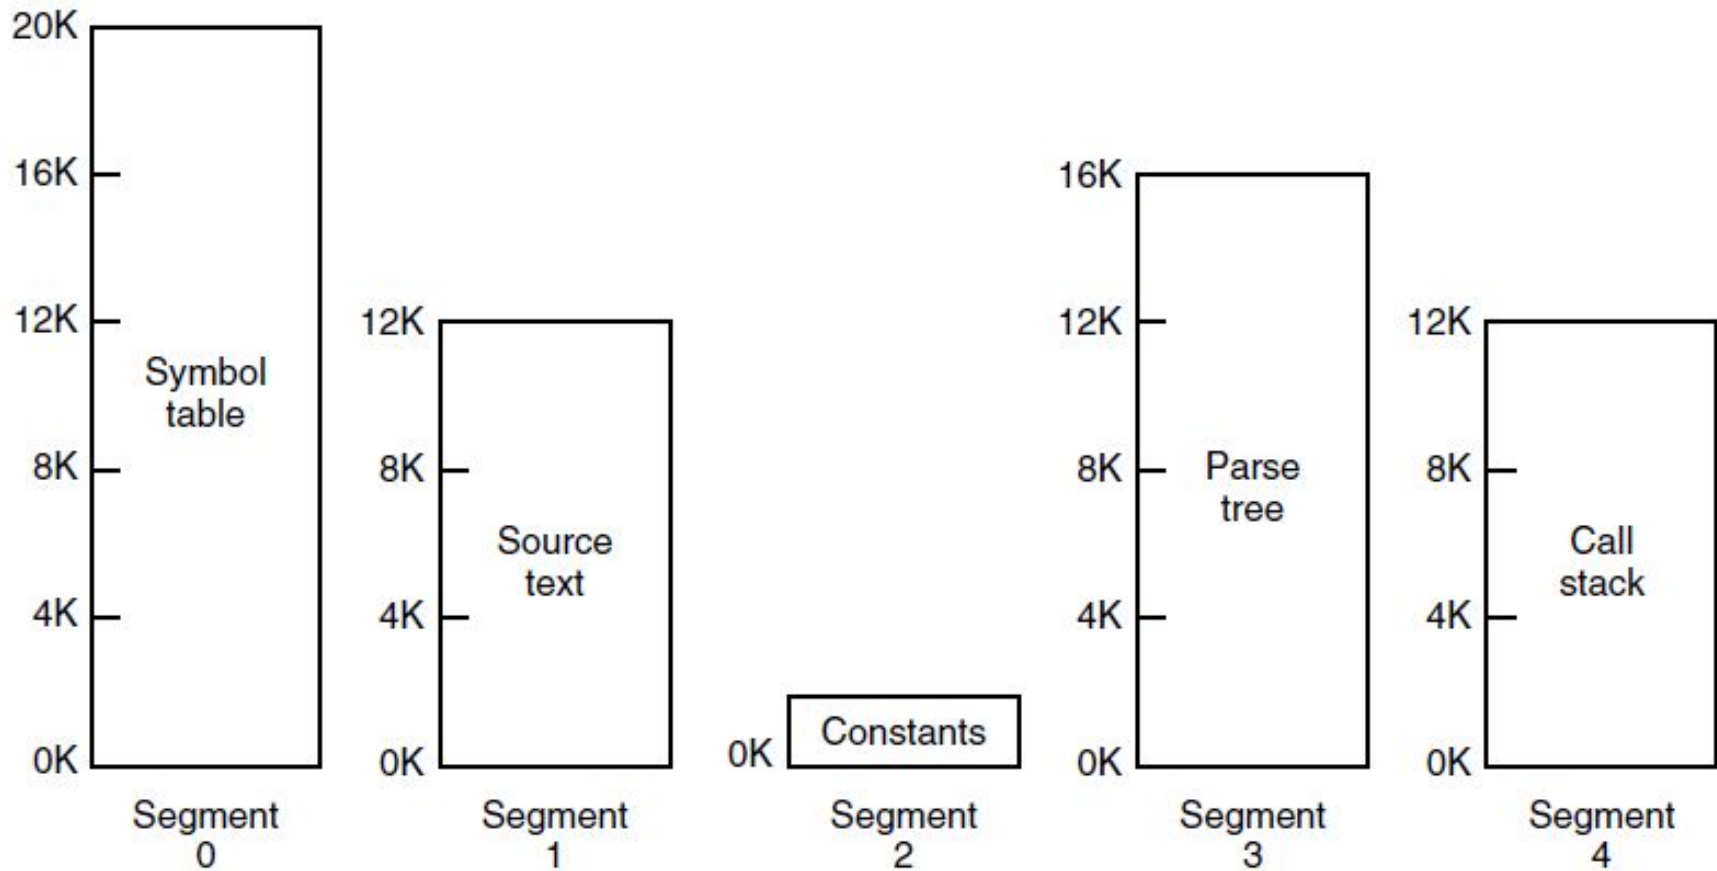 20K
16K
12K
8K
4K
0K
Symbol
table
Segment
0
12K
8K
4K
0K
Source
text
Segment
1
0K
Constants
Segment
2
16K
12K
8K
4K
0K
Parse
tree
Segment
3
12K
8K
4K
0K
Call
stack
Segment
4